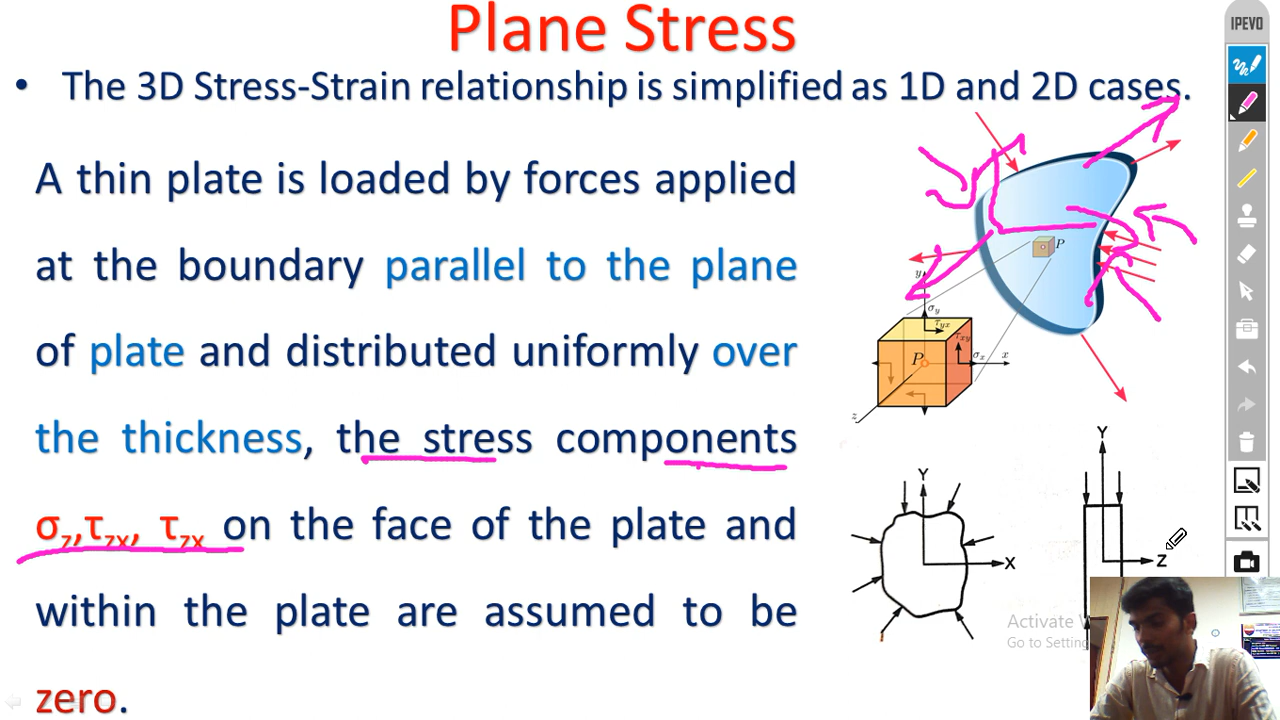 Plane Stress
• The 3D Stress-Strain relationship is simplified as 1D and 2D cases.
A thin plate is loaded by forces applied
at the boundary parallel to the plane
of plate and distributed uniformly over
the thickness, the stress components
σz,τzx, τzx on the face of the plate and
within the plate are assumed to be
zero.
IPEVO
P
y
σy
τyx
τxy
σx
x
P
z
Y
X
Y
Z
Activate
Go to Setting